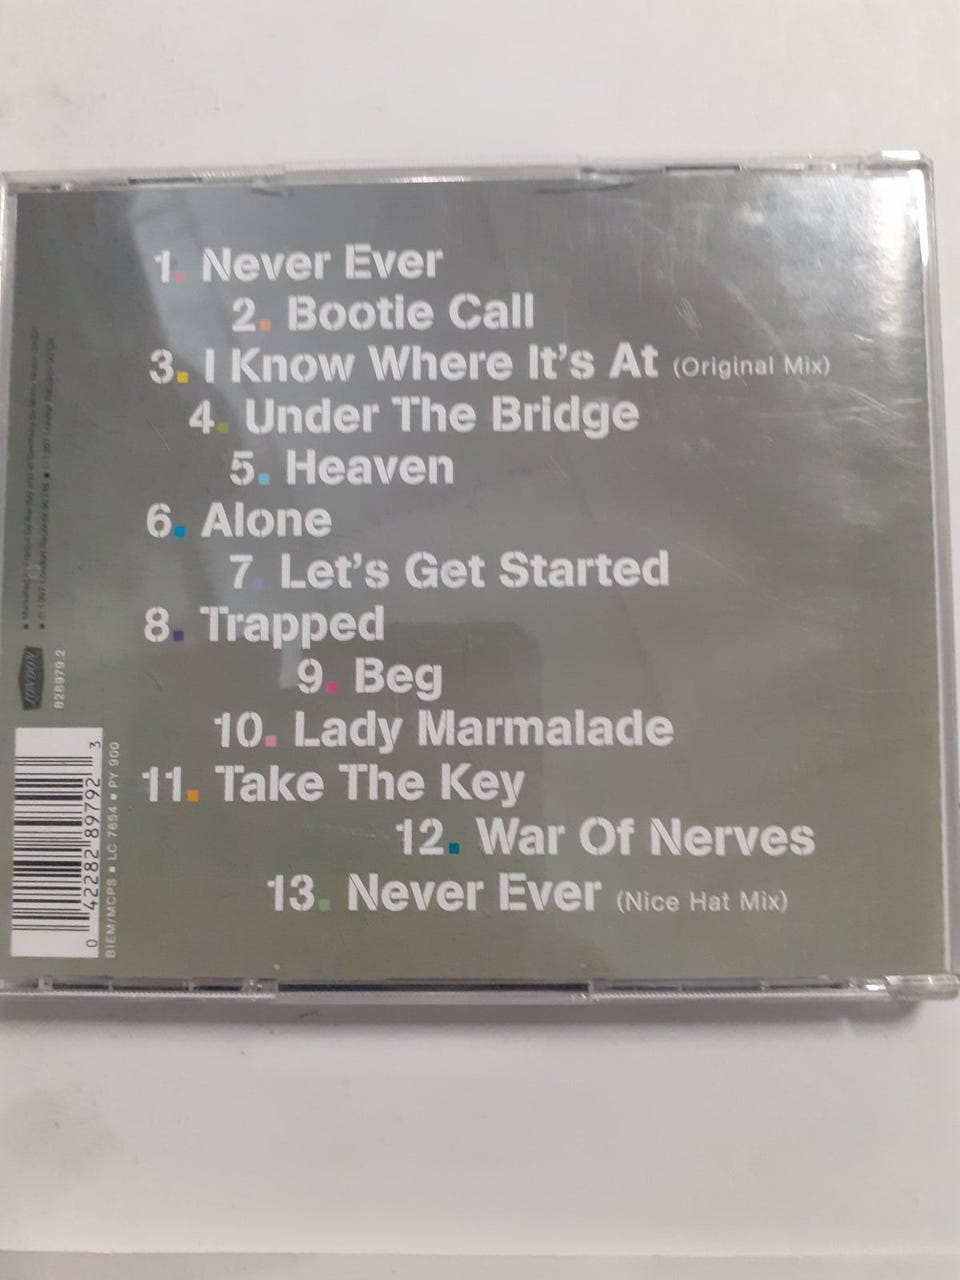 1. Never Ever
2. Bootie Call
3. I Know Where It's At (Original Mix)
4. Under The Bridge
5. Heaven
6. Alone
7. Let's Get Started
8. Trapped
9. Beg
10. Lady Marmalade
11. Take The Key
12. War Of Nerves
13. Never Ever (Nice Hat Mix)
LONDON
828979.2
0 42282 89792 3
BIEM/MCPS ■ LC 7654 ■ PY 900